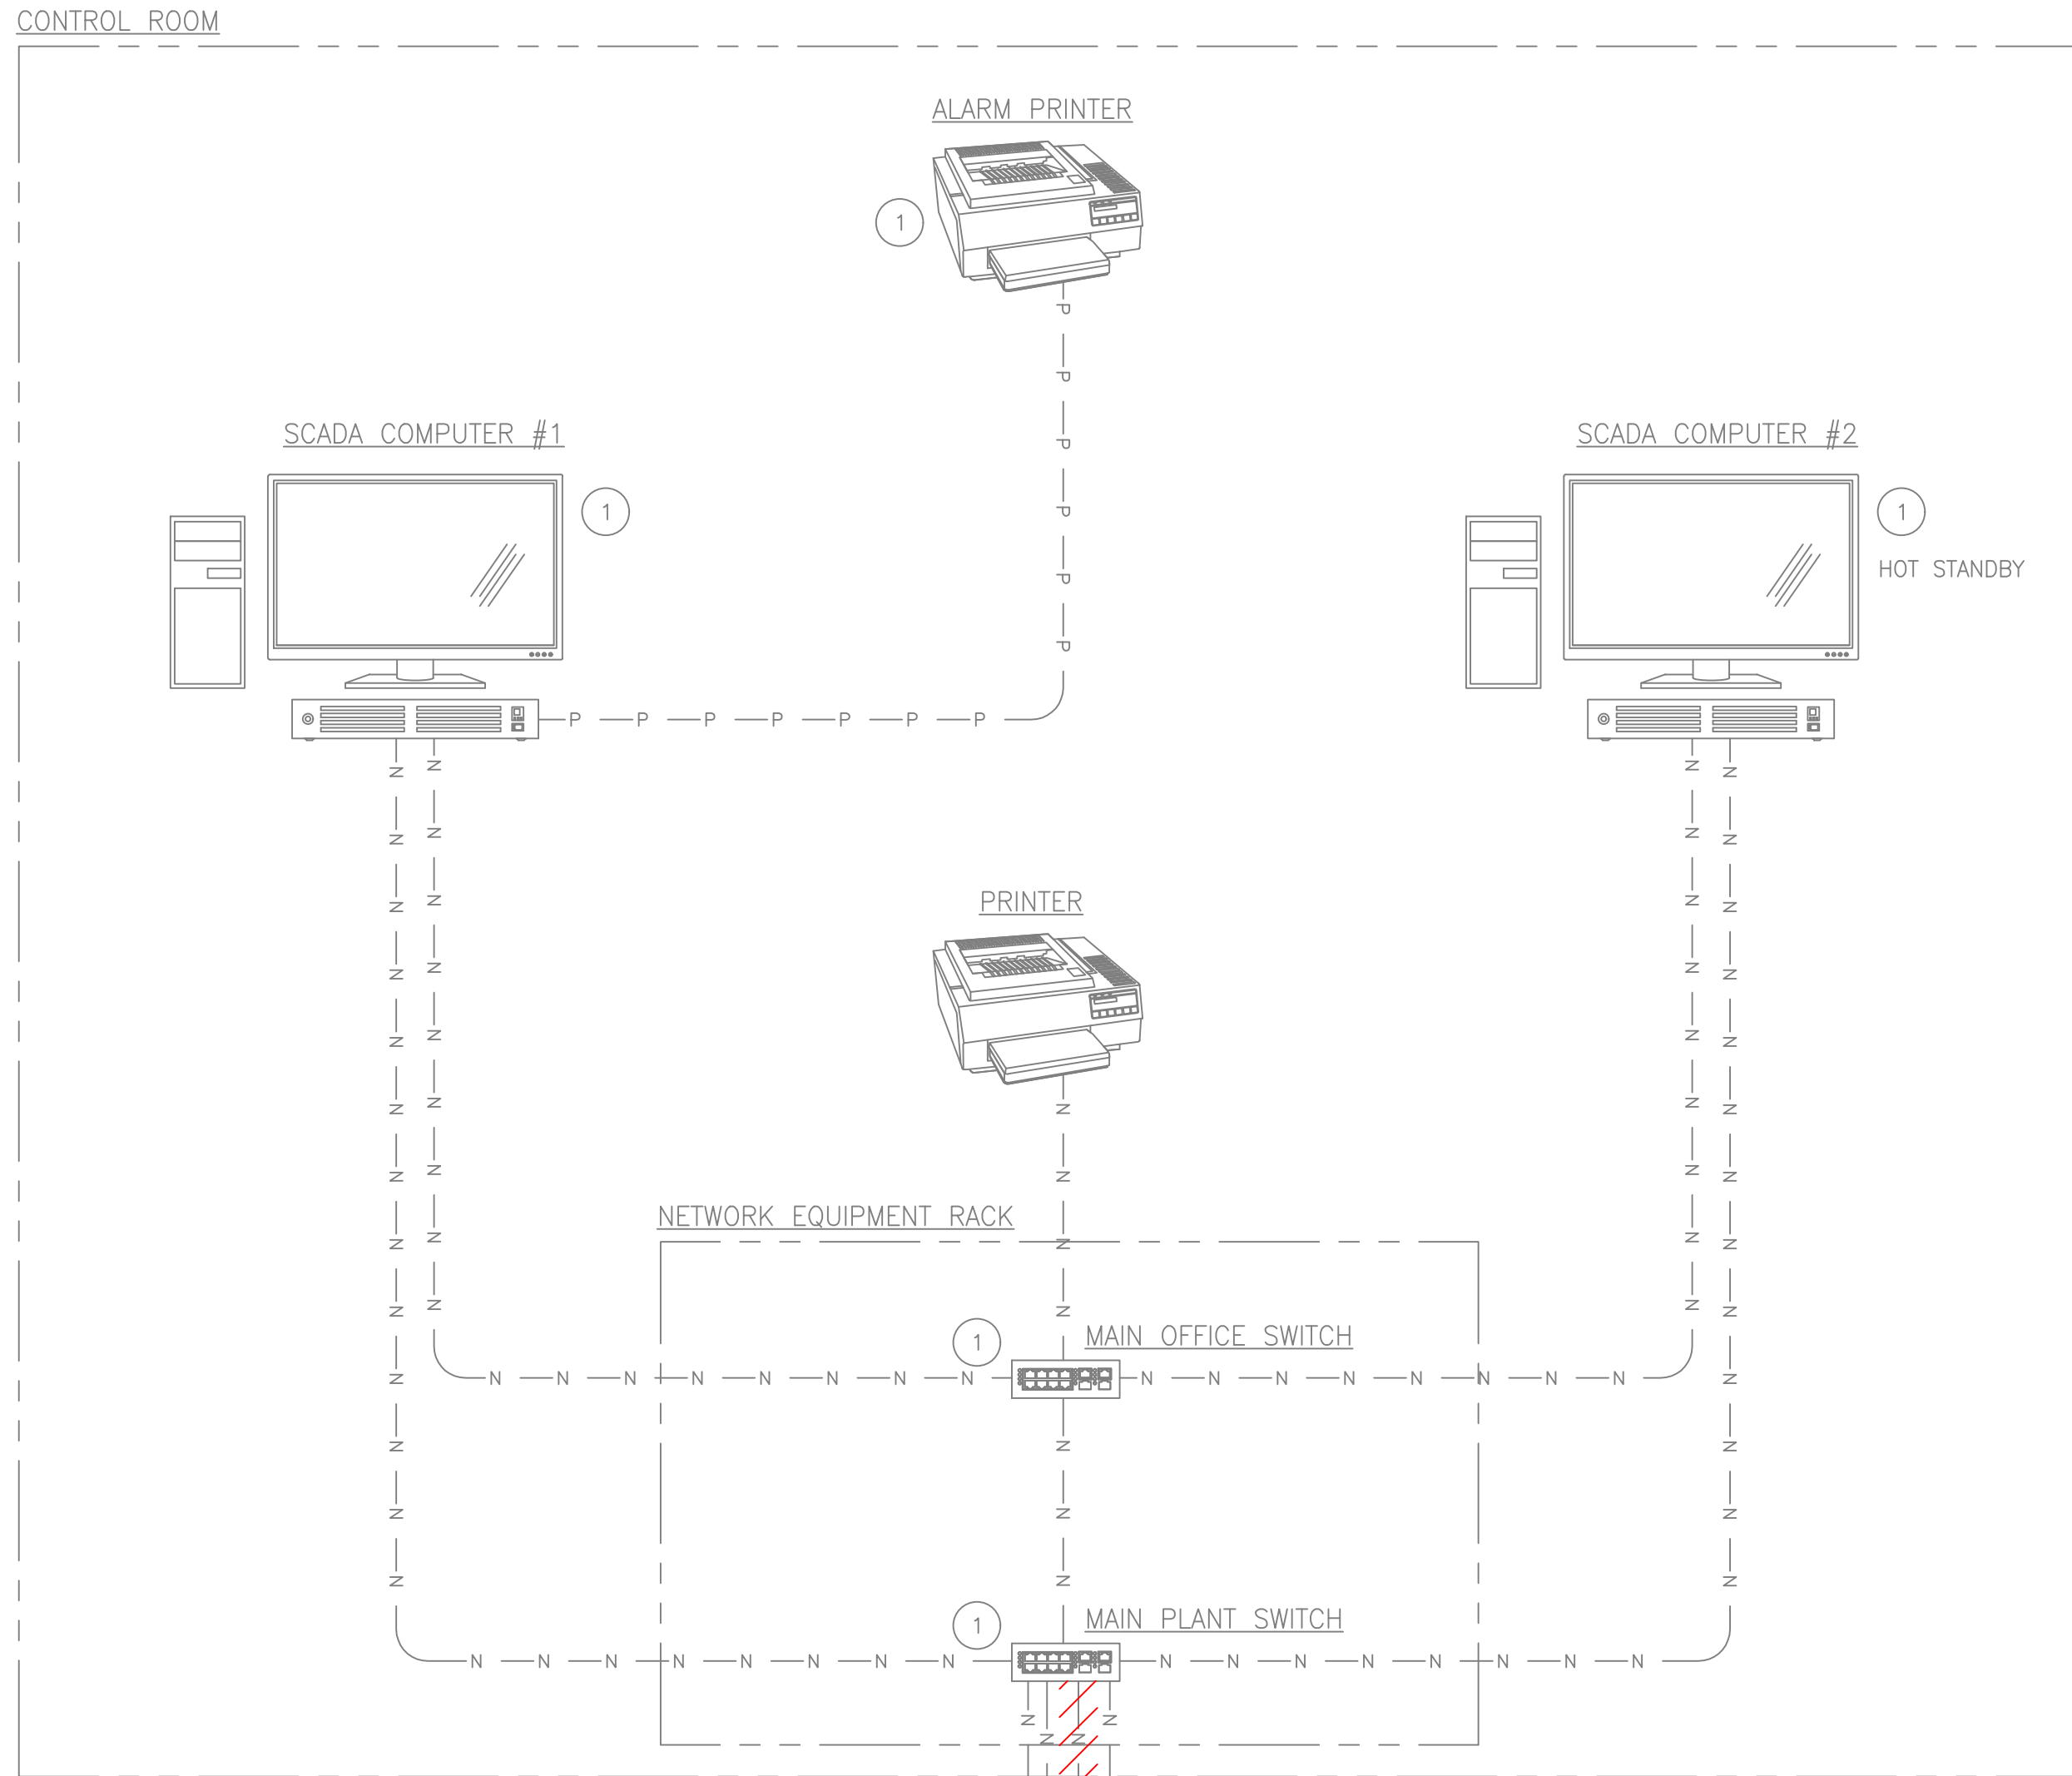 CONTROL ROOM
ALARM PRINTER
1
P
P
P
P
P
P
SCADA COMPUTER #1
1
SCADA COMPUTER #2
1
HOT STANDBY
P P P P P P P
PRINTER
NETWORK EQUIPMENT RACK
1
MAIN OFFICE SWITCH
N N N N N N N N
N N N N N N N N
1
MAIN PLANT SWITCH
N N N N N N N N
N N N N N N N N
N N N N